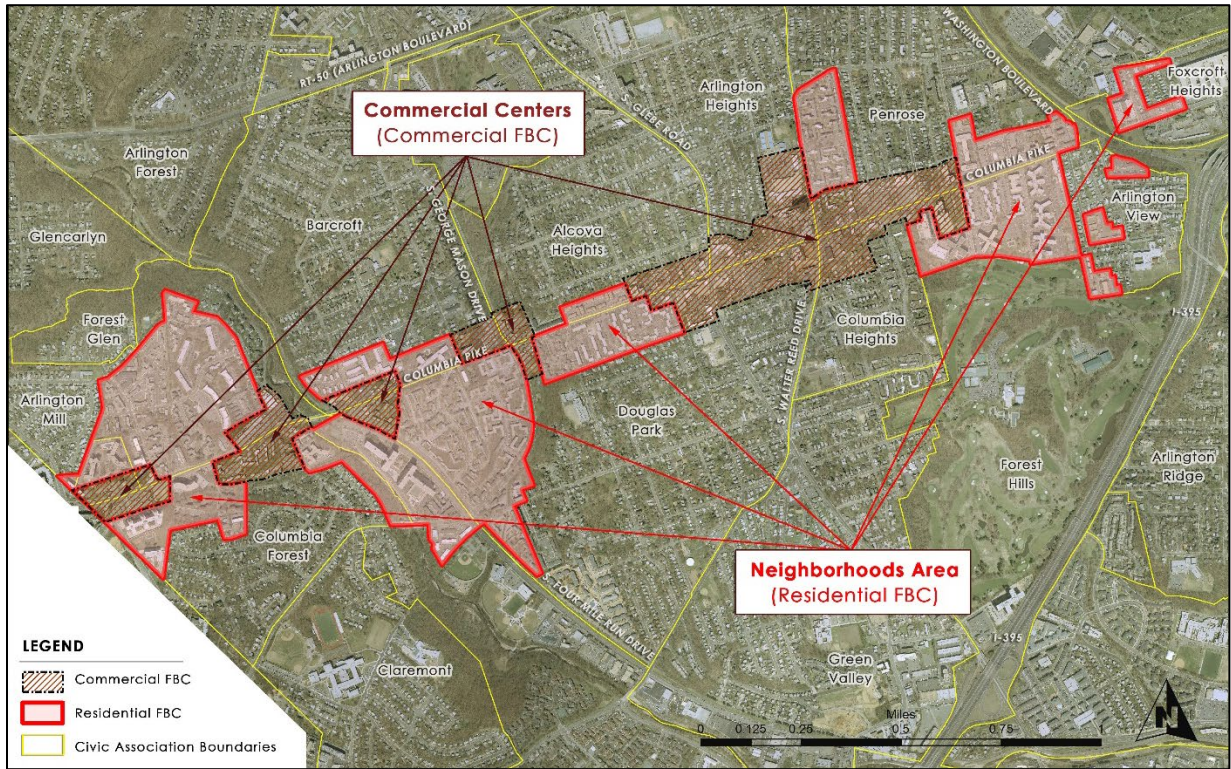 RT-50 (ARLINGTON BOULEVARD)
WASHINGTON BOULEVARD
Foxcroft
Heights
Commercial Centers
(Commercial FBC)
S. GLEBE ROAD
Arlington
Heights
Penrose
Arlington
Forest
COLUMBIA PIKE
Arlington
View
Glencarlyn
Barcroft
S. GEORGE MASON DRIVE
Alcova
Heights
Forest
Glen
S. WALTER REED DRIVE
Columbia
Heights
I-395
COLUMBIA PIKE
Arlington
Mill
Douglas
Park
Forest
Hills
Arlington
Ridge
Columbia
Forest
Neighborhoods Area
(Residential FBC)
S. FOUR MILE RUN DRIVE
I-395
Claremont
Green
Valley
LEGEND
Commercial FBC
Residential FBC
Civic Association Boundaries
Miles
0 0.125 0.25 0.5 0.75 1
N